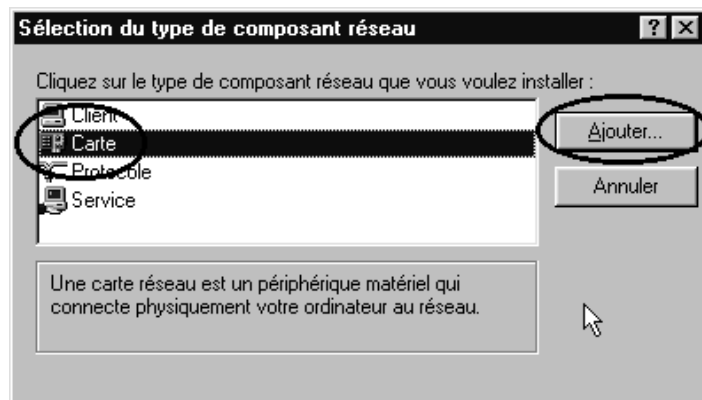 Sélection du type de composant réseau
Cliquez sur le type de composant réseau que vous voulez installer :
Client
Carte
Protocole
Service
Ajouter...
Annuler
Une carte réseau est un périphérique matériel qui
connecte physiquement votre ordinateur au réseau.